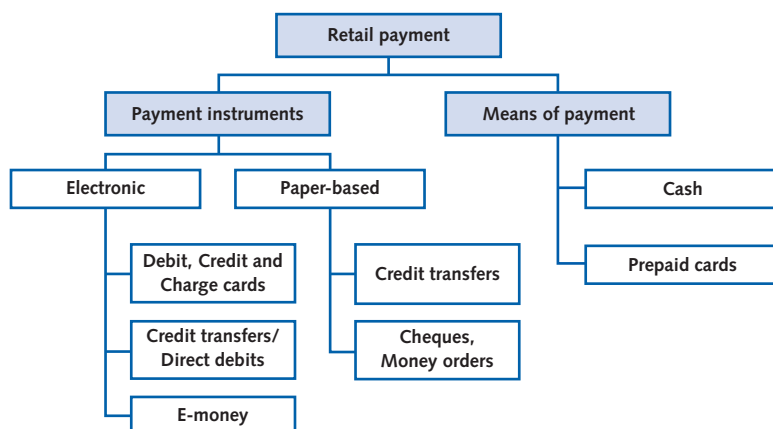 Retail payment
Payment instruments
Means of payment
Electronic
Paper-based
Cash
Debit, Credit and
Charge cards
Credit transfers
Prepaid cards
Credit transfers/
Direct debits
Cheques,
Money orders
E-money